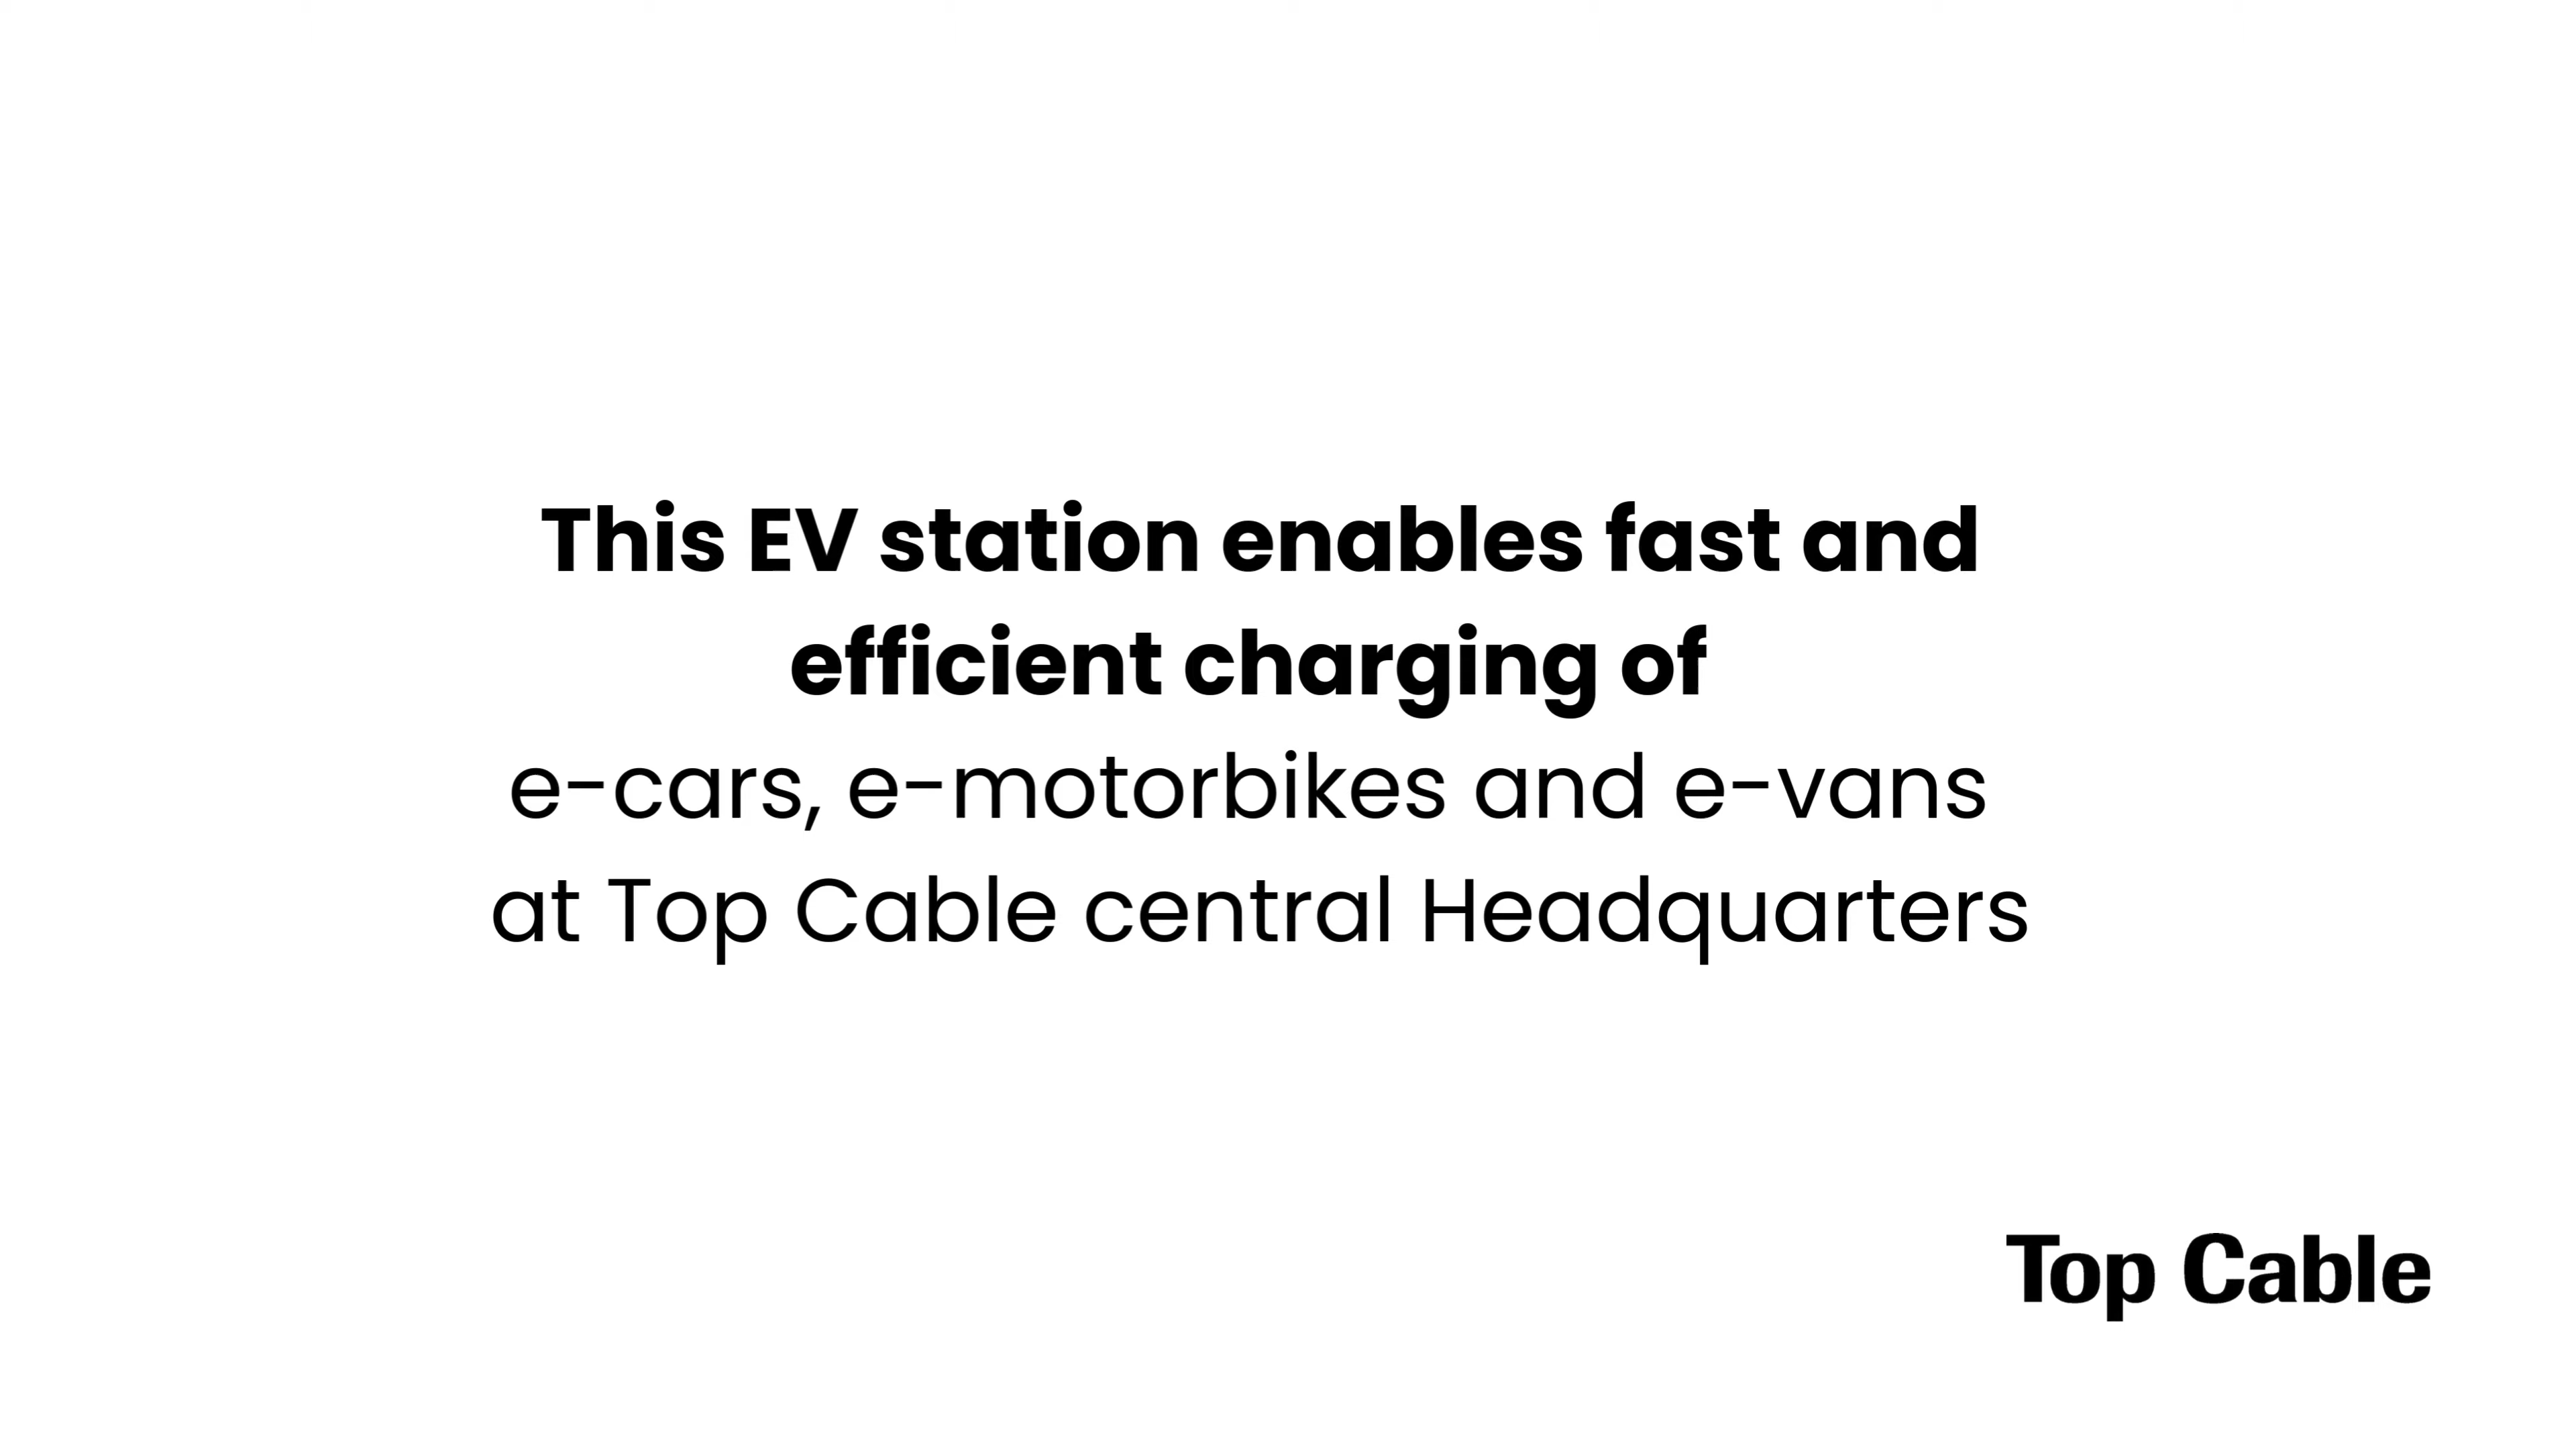 This EV station enables fast and
efficient charging of
e-cars, e-motorbikes and e-vans
at Top Cable central Headquarters
Top Cable